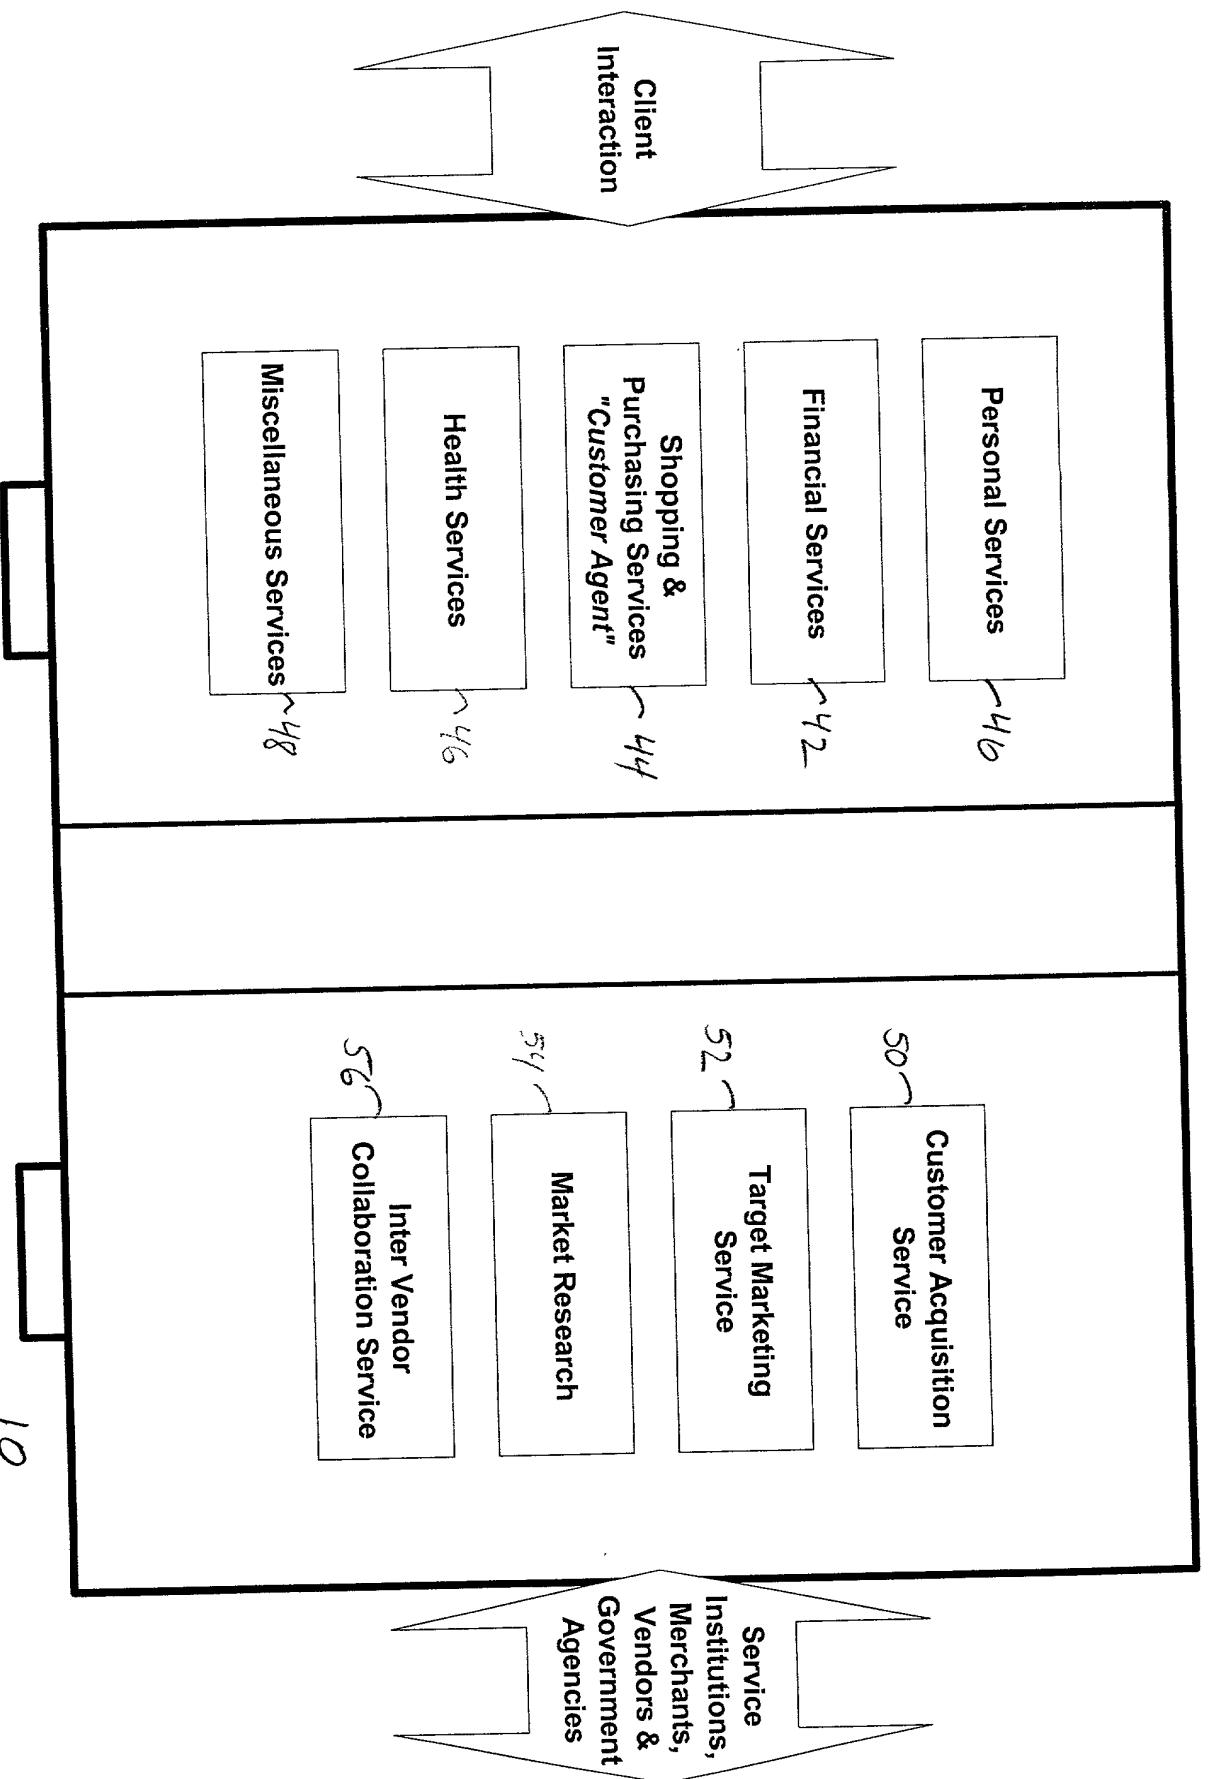 Client
Interaction
Personal Services
40
Financial Services
42
Shopping &
Purchasing Services
"Customer Agent"
44
Health Services
46
Miscellaneous Services
48
50
Customer Acquisition
Service
52
Target Marketing
Service
54
Market Research
56
Inter Vendor
Collaboration Service
Service
Institutions,
Merchants,
Vendors &
Government
Agencies
10